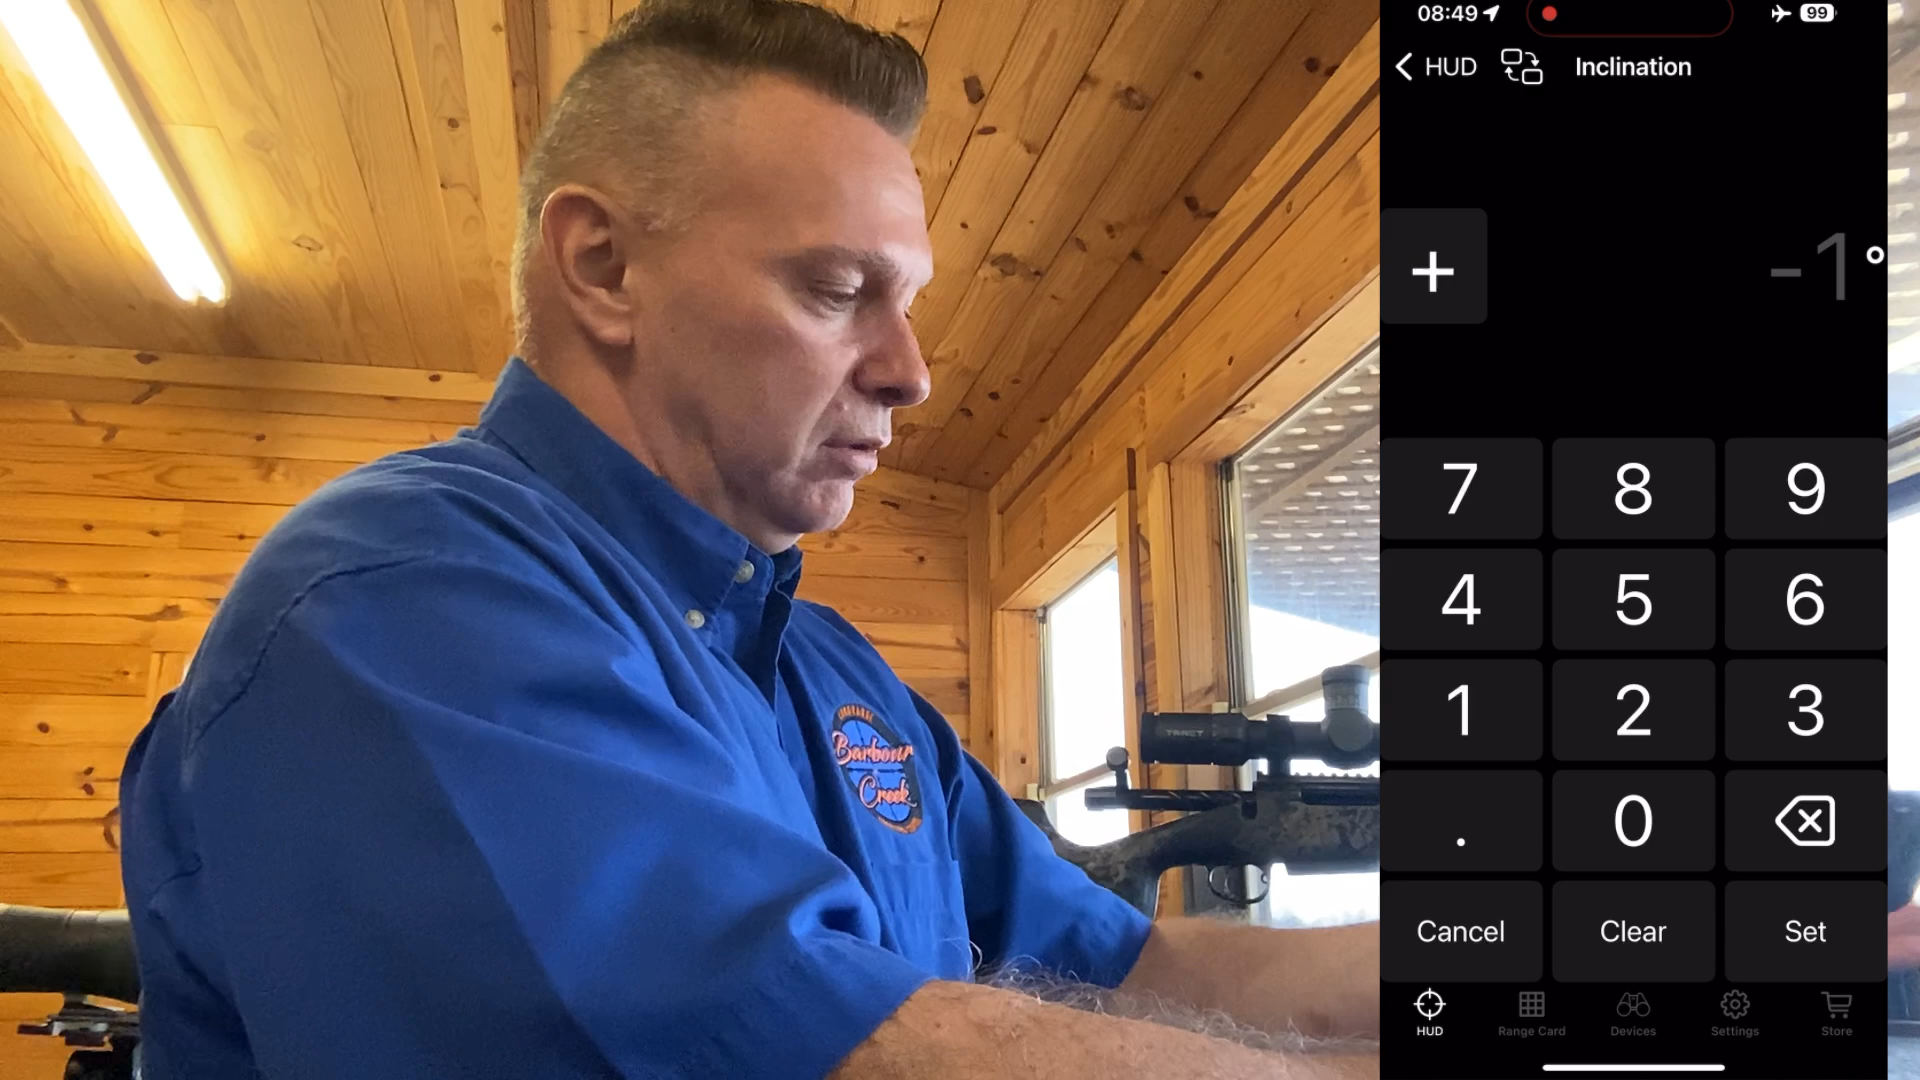 08:49
99
HUD
Inclination
+
-1°
7 8 9
4 5 6
1 2 3
. 0
Cancel Clear Set
HUD Range Card Devices Settings Store
Barbour
Creek